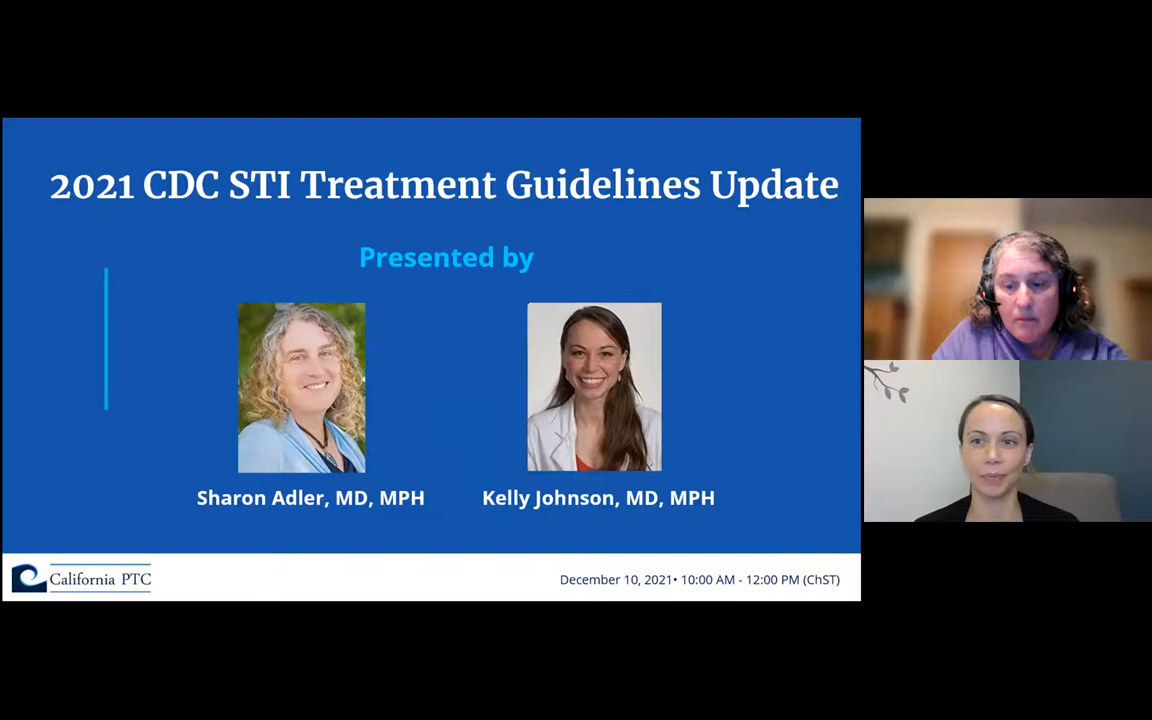 2021 CDC STI Treatment Guidelines Update
Presented by
Sharon Adler, MD, MPH
Kelly Johnson, MD, MPH
California PTC
December 10, 2021• 10:00 AM - 12:00 PM (ChST)